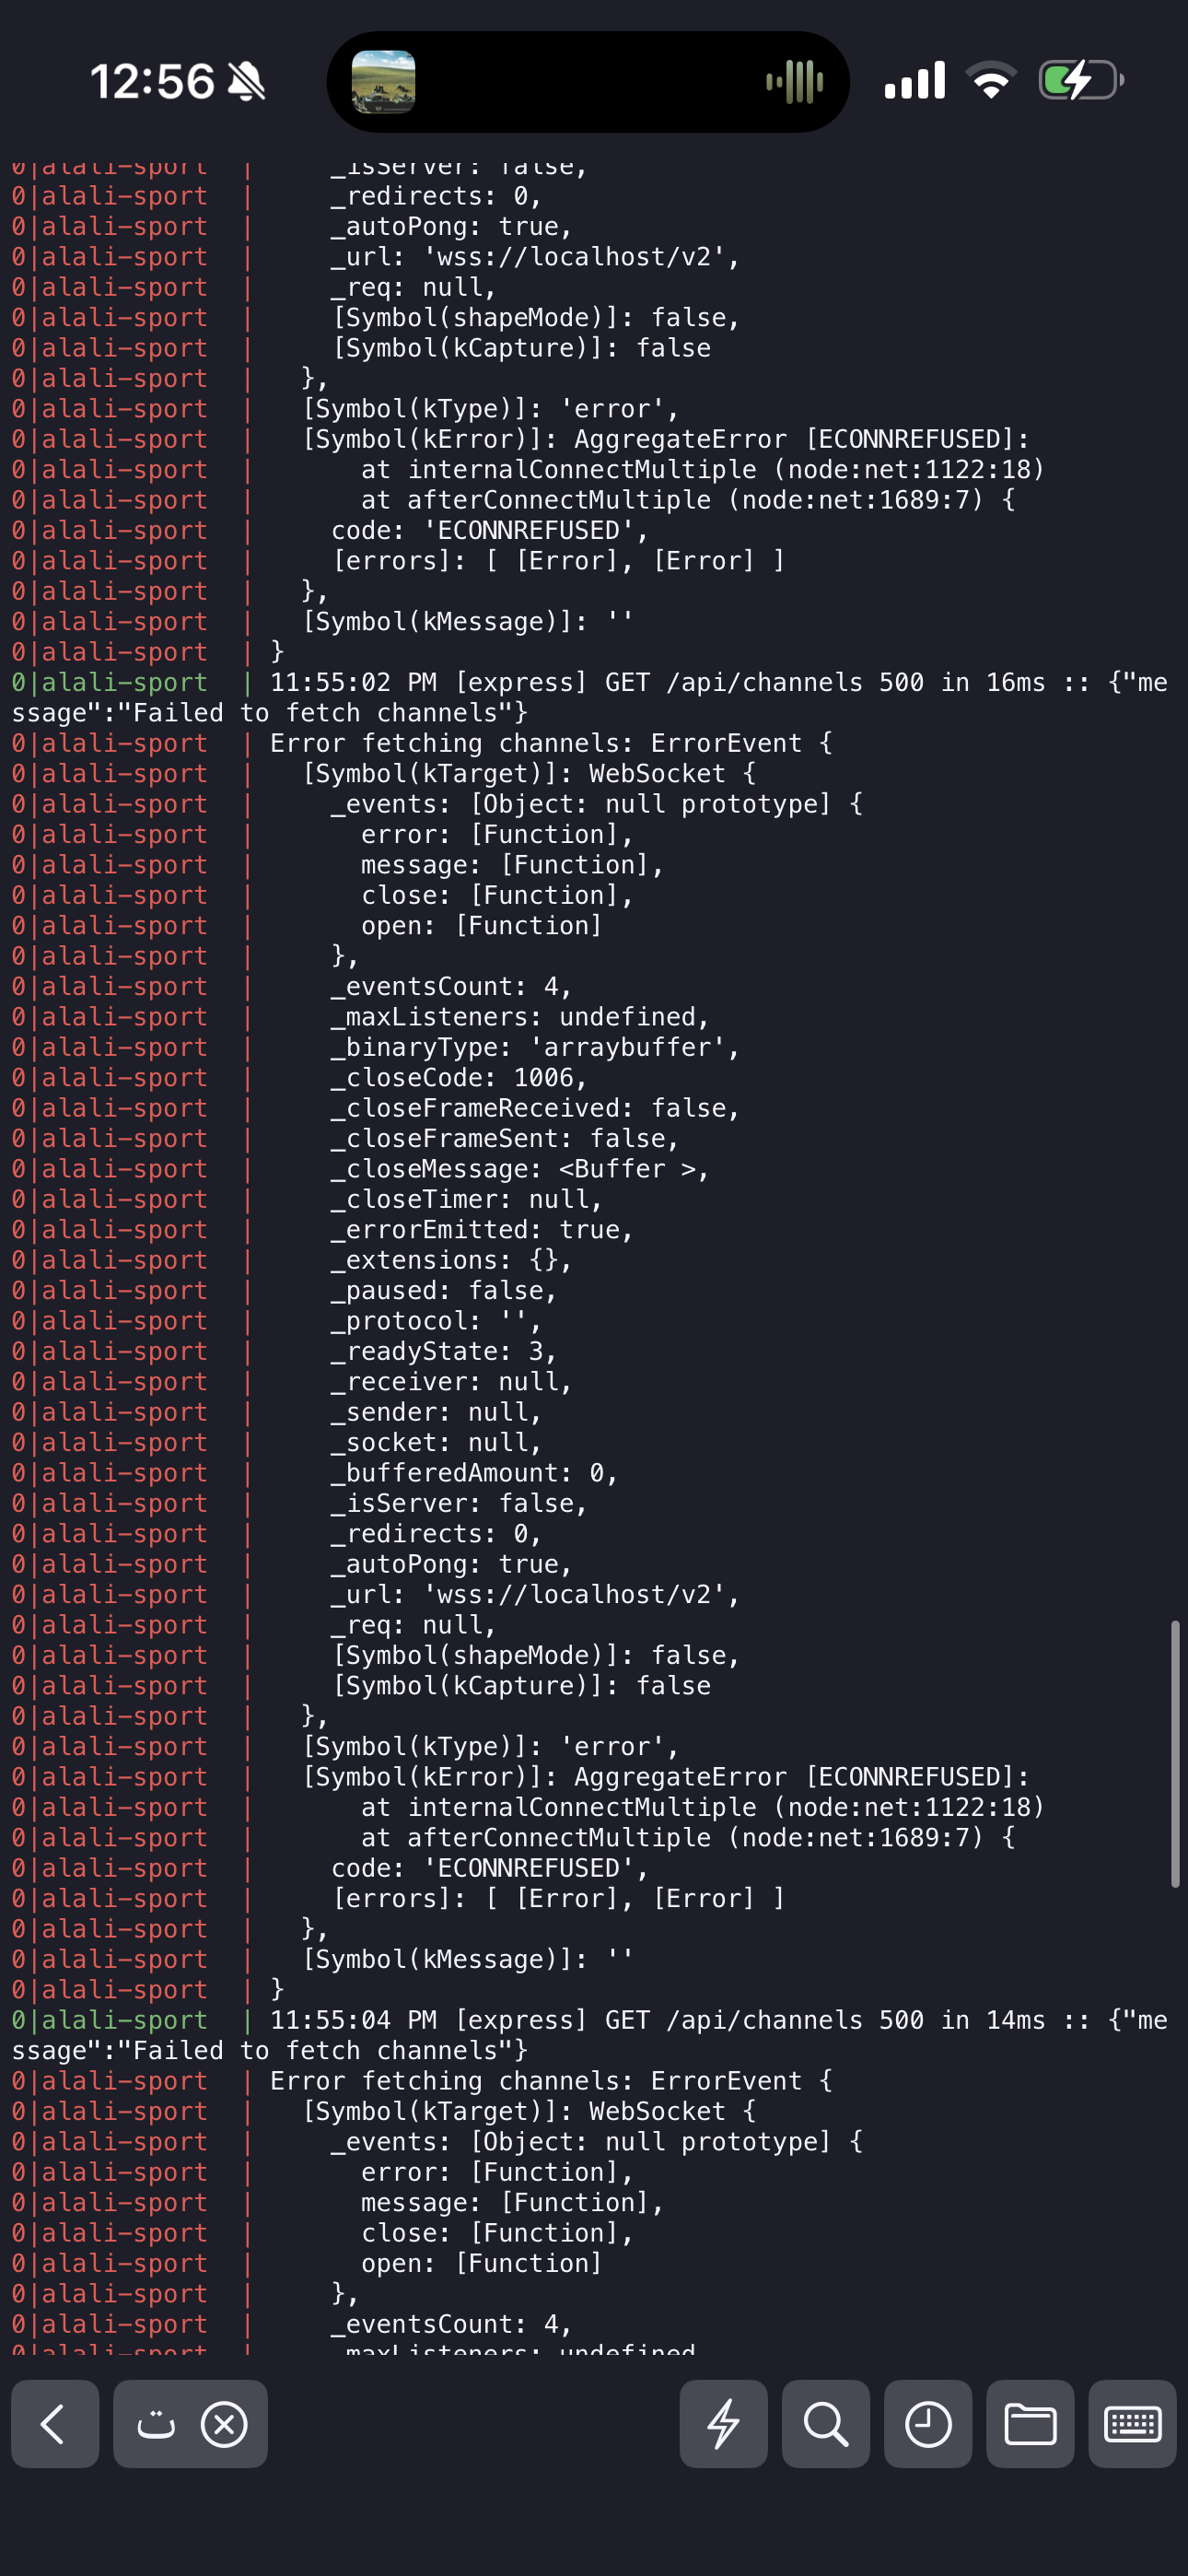 12:56
0|alali-sport  |     _isServer: false,
0|alali-sport  |     _redirects: 0,
0|alali-sport  |     _autoPong: true,
0|alali-sport  |     _url: 'wss://localhost/v2',
0|alali-sport  |     _req: null,
0|alali-sport  |     [Symbol(shapeMode)]: false,
0|alali-sport  |     [Symbol(kCapture)]: false
0|alali-sport  |   },
0|alali-sport  |   [Symbol(kType)]: 'error',
0|alali-sport  |   [Symbol(kError)]: AggregateError [ECONNREFUSED]:
0|alali-sport  |       at internalConnectMultiple (node:net:1122:18)
0|alali-sport  |       at afterConnectMultiple (node:net:1689:7) {
0|alali-sport  |     code: 'ECONNREFUSED',
0|alali-sport  |     [errors]: [ [Error], [Error] ]
0|alali-sport  |   },
0|alali-sport  |   [Symbol(kMessage)]: ''
0|alali-sport  | }
0|alali-sport  | 11:55:02 PM [express] GET /api/channels 500 in 16ms :: {"me
ssage":"Failed to fetch channels"}
0|alali-sport  | Error fetching channels: ErrorEvent {
0|alali-sport  |   [Symbol(kTarget)]: WebSocket {
0|alali-sport  |     _events: [Object: null prototype] {
0|alali-sport  |       error: [Function],
0|alali-sport  |       message: [Function],
0|alali-sport  |       close: [Function],
0|alali-sport  |       open: [Function]
0|alali-sport  |     },
0|alali-sport  |     _eventsCount: 4,
0|alali-sport  |     _maxListeners: undefined,
0|alali-sport  |     _binaryType: 'arraybuffer',
0|alali-sport  |     _closeCode: 1006,
0|alali-sport  |     _closeFrameReceived: false,
0|alali-sport  |     _closeFrameSent: false,
0|alali-sport  |     _closeMessage: <Buffer >,
0|alali-sport  |     _closeTimer: null,
0|alali-sport  |     _errorEmitted: true,
0|alali-sport  |     _extensions: {},
0|alali-sport  |     _paused: false,
0|alali-sport  |     _protocol: '',
0|alali-sport  |     _readyState: 3,
0|alali-sport  |     _receiver: null,
0|alali-sport  |     _sender: null,
0|alali-sport  |     _socket: null,
0|alali-sport  |     _bufferedAmount: 0,
0|alali-sport  |     _isServer: false,
0|alali-sport  |     _redirects: 0,
0|alali-sport  |     _autoPong: true,
0|alali-sport  |     _url: 'wss://localhost/v2',
0|alali-sport  |     _req: null,
0|alali-sport  |     [Symbol(shapeMode)]: false,
0|alali-sport  |     [Symbol(kCapture)]: false
0|alali-sport  |   },
0|alali-sport  |   [Symbol(kType)]: 'error',
0|alali-sport  |   [Symbol(kError)]: AggregateError [ECONNREFUSED]:
0|alali-sport  |       at internalConnectMultiple (node:net:1122:18)
0|alali-sport  |       at afterConnectMultiple (node:net:1689:7) {
0|alali-sport  |     code: 'ECONNREFUSED',
0|alali-sport  |     [errors]: [ [Error], [Error] ]
0|alali-sport  |   },
0|alali-sport  |   [Symbol(kMessage)]: ''
0|alali-sport  | }
0|alali-sport  | 11:55:04 PM [express] GET /api/channels 500 in 14ms :: {"me
ssage":"Failed to fetch channels"}
0|alali-sport  | Error fetching channels: ErrorEvent {
0|alali-sport  |   [Symbol(kTarget)]: WebSocket {
0|alali-sport  |     _events: [Object: null prototype] {
0|alali-sport  |       error: [Function],
0|alali-sport  |       message: [Function],
0|alali-sport  |       close: [Function],
0|alali-sport  |       open: [Function]
0|alali-sport  |     },
0|alali-sport  |     _eventsCount: 4,
0|alali-sport  |     _maxListeners: undefined
ت